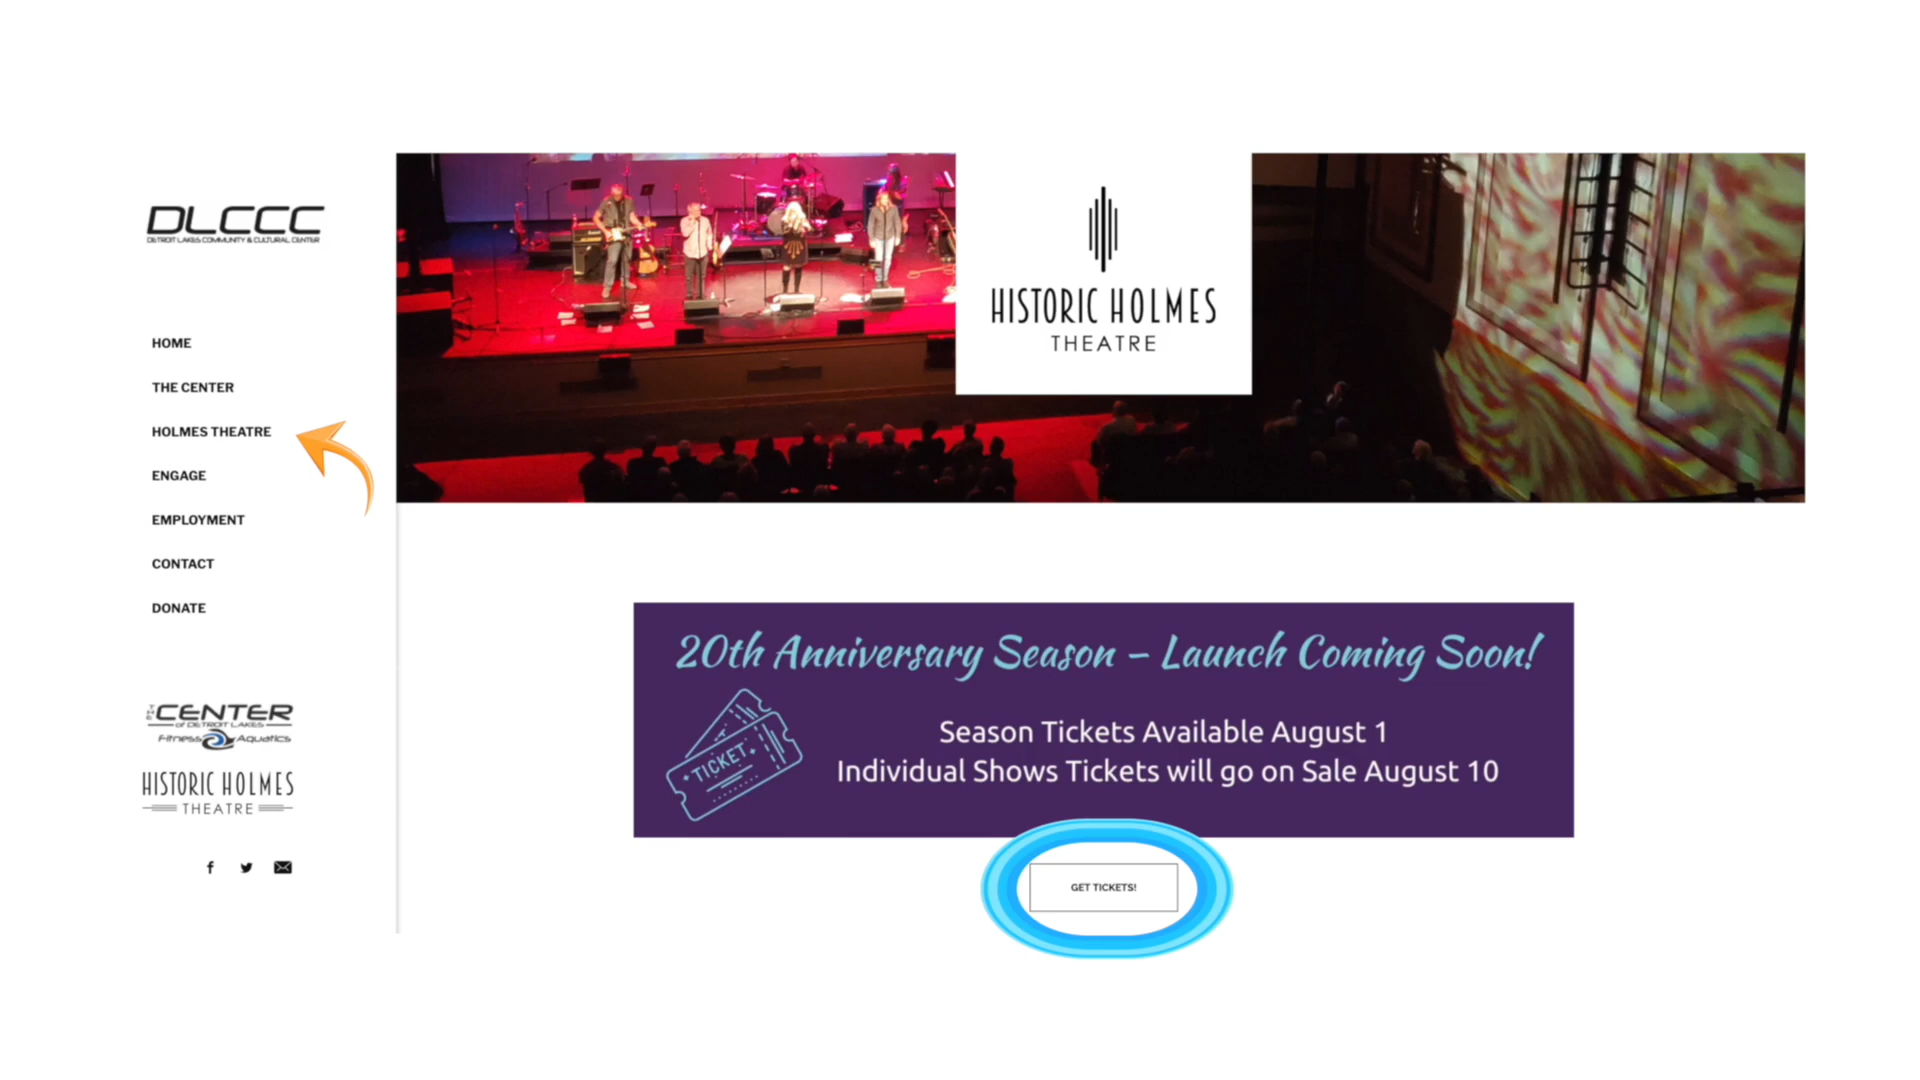 DLCCC
DETROIT LAKES COMMUNITY & CULTURAL CENTER
HOME
THE CENTER
HOLMES THEATRE
ENGAGE
EMPLOYMENT
CONTACT
DONATE
THE CENTER
of DETROIT LAKES
Fitness Aquatics
HISTORIC HOLMES
THEATRE
HISTORIC HOLMES
THEATRE
20th Anniversary Season – Launch Coming Soon!
Season Tickets Available August 1
Individual Shows Tickets will go on Sale August 10
TICKET
GET TICKETS!